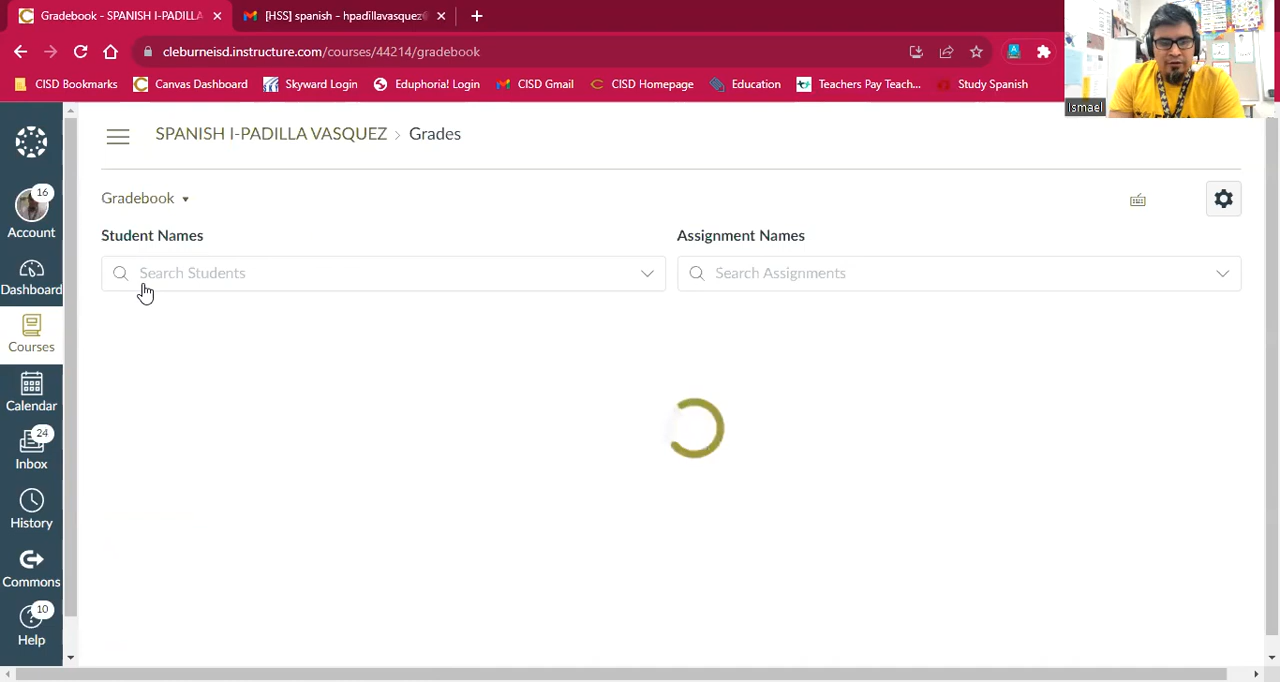 Gradebook - SPANISH I-PADILLA
[HSS] spanish - hpadillavasquez
cleburneisd.instructure.com/courses/44214/gradebook
CISD Bookmarks
Canvas Dashboard
Skyward Login
Eduphoria! Login
CISD Gmail
CISD Homepage
Education
Teachers Pay Teach...
Study Spanish
Ismael
SPANISH I-PADILLA VASQUEZ > Grades
Gradebook
Student Names
Assignment Names
Search Students
Search Assignments
16
Account
Dashboard
Courses
Calendar
24
Inbox
History
Commons
10
Help